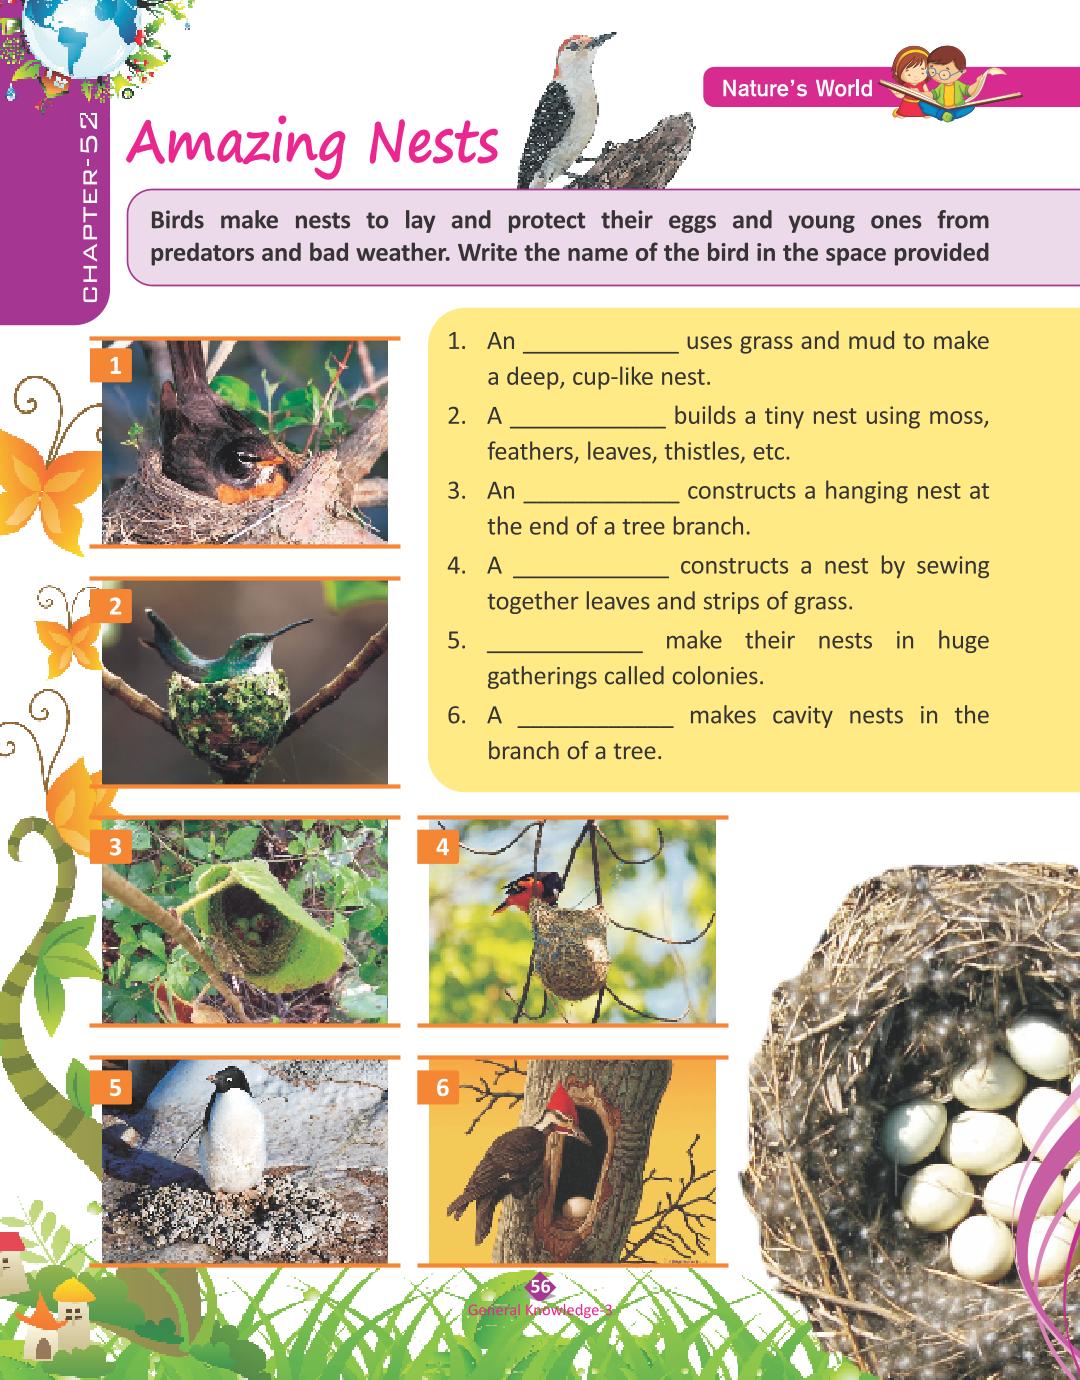 CHAPTER-52
Nature's World
Amazing Nests
Birds make nests to lay and protect their eggs and young ones from
predators and bad weather. Write the name of the bird in the space provided
1. An ____________ uses grass and mud to make
a deep, cup-like nest.
2. A ____________ builds a tiny nest using moss,
feathers, leaves, thistles, etc.
3. An ____________ constructs a hanging nest at
the end of a tree branch.
4. A ____________ constructs a nest by sewing
together leaves and strips of grass.
5. ____________ make their nests in huge
gatherings called colonies.
6. A ____________ makes cavity nests in the
branch of a tree.
1
2
3
4
5
6
56
General Knowledge-3